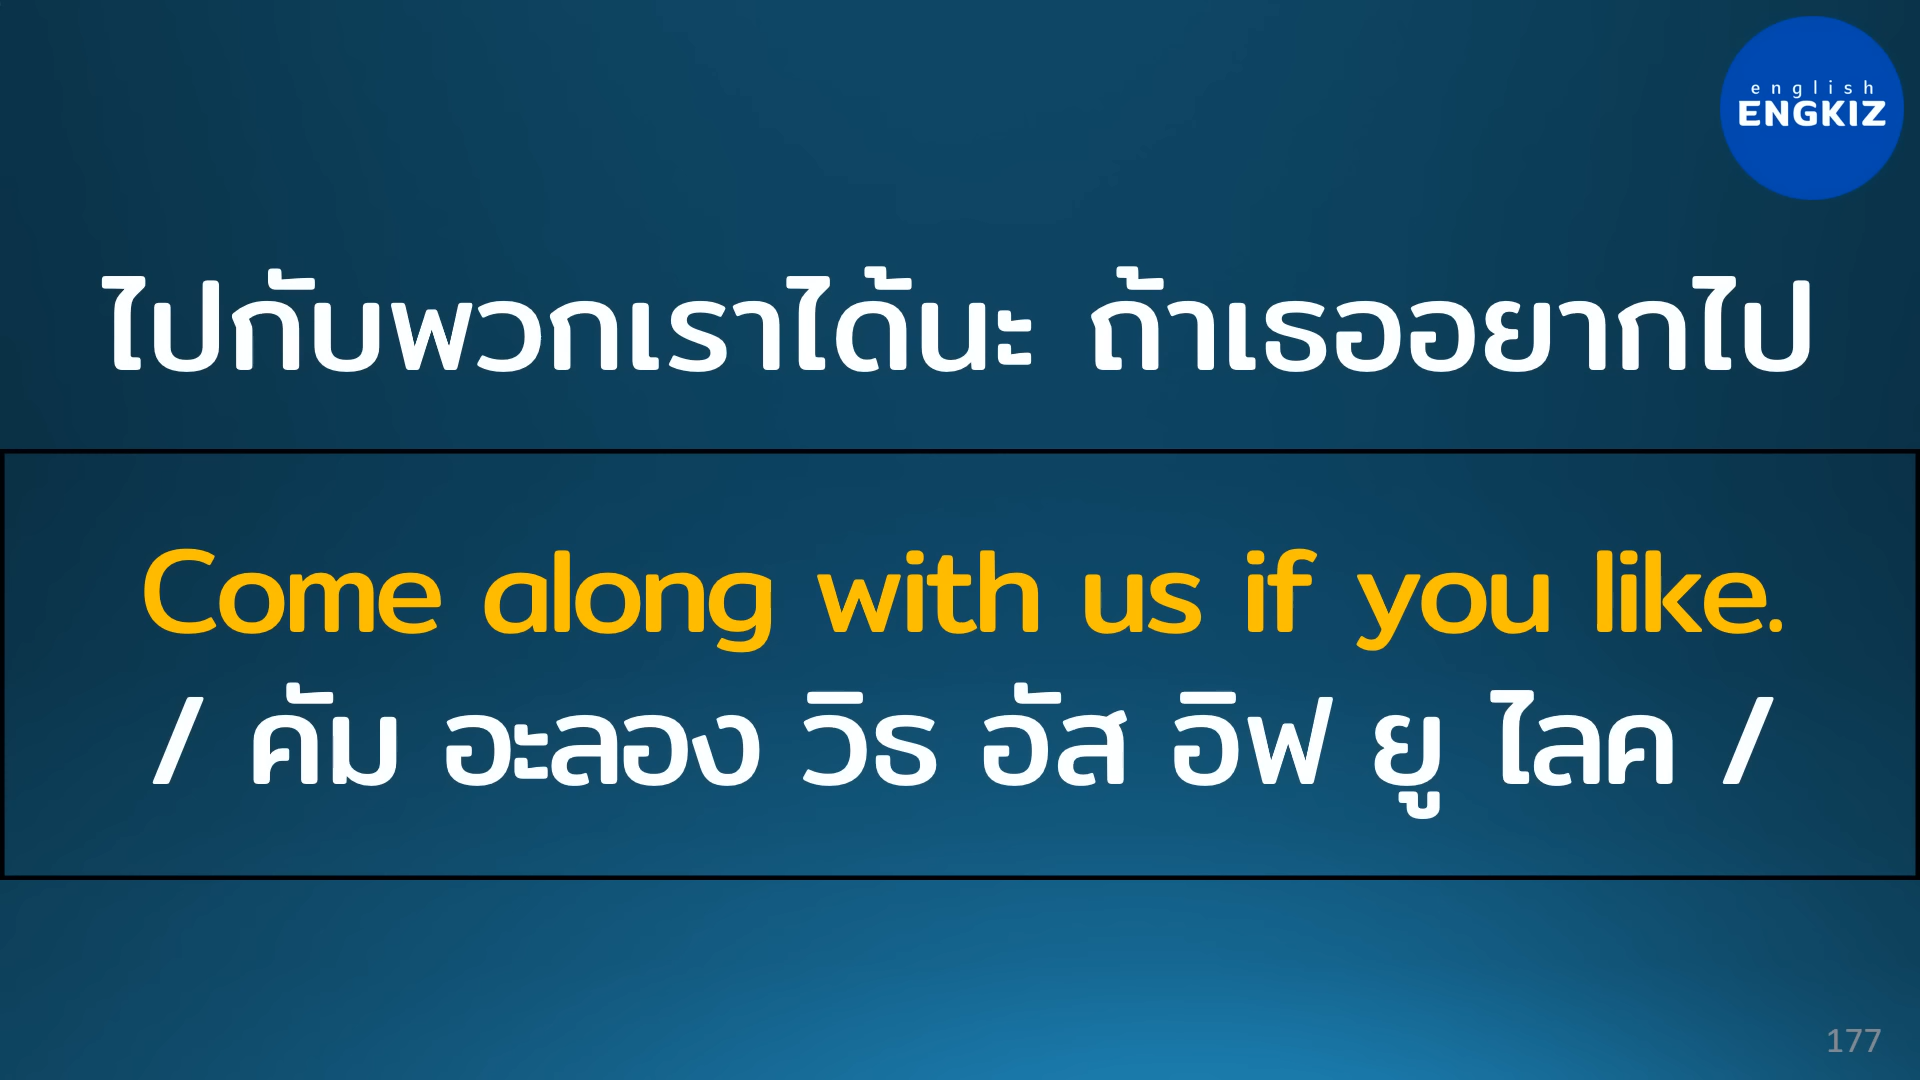 english
ENGKIZ
ไปกับพวกเราได้นะ ถ้าเธออยากไป
Come along with us if you like.
/ คัม อะลอง วิธ อัส อิฟ ยู ไลค /
177